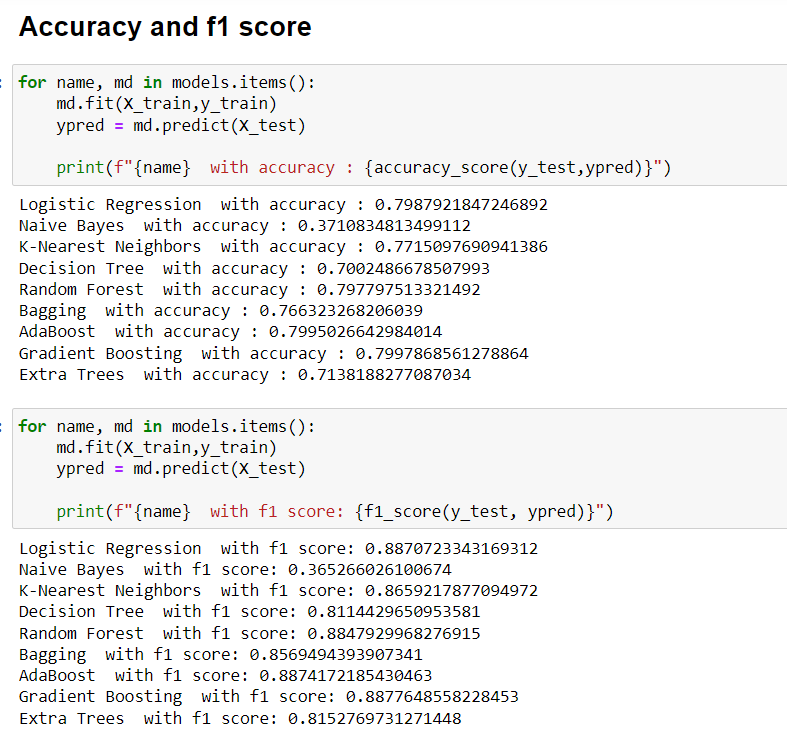 Accuracy and f1 score
for name, md in models.items():
    md.fit(X_train,y_train)
    ypred = md.predict(X_test)
    print(f"{name}  with accuracy : {accuracy_score(y_test,ypred)}")
Logistic Regression  with accuracy : 0.7987921847246892
Naive Bayes  with accuracy : 0.3710834813499112
K-Nearest Neighbors  with accuracy : 0.7715097690941386
Decision Tree  with accuracy : 0.7002486678507993
Random Forest  with accuracy : 0.797797513321492
Bagging  with accuracy : 0.766323268206039
AdaBoost  with accuracy : 0.7995026642984014
Gradient Boosting  with accuracy : 0.7997868561278864
Extra Trees  with accuracy : 0.7138188277087034
for name, md in models.items():
    md.fit(X_train,y_train)
    ypred = md.predict(X_test)
    print(f"{name}  with f1 score: {f1_score(y_test, ypred)}")
Logistic Regression  with f1 score: 0.8870723343169312
Naive Bayes  with f1 score: 0.365266026100674
K-Nearest Neighbors  with f1 score: 0.8659217877094972
Decision Tree  with f1 score: 0.8114429650953581
Random Forest  with f1 score: 0.8847929968276915
Bagging  with f1 score: 0.8569494393907341
AdaBoost  with f1 score: 0.8874172185430463
Gradient Boosting  with f1 score: 0.8877648558228453
Extra Trees  with f1 score: 0.8152769731271448